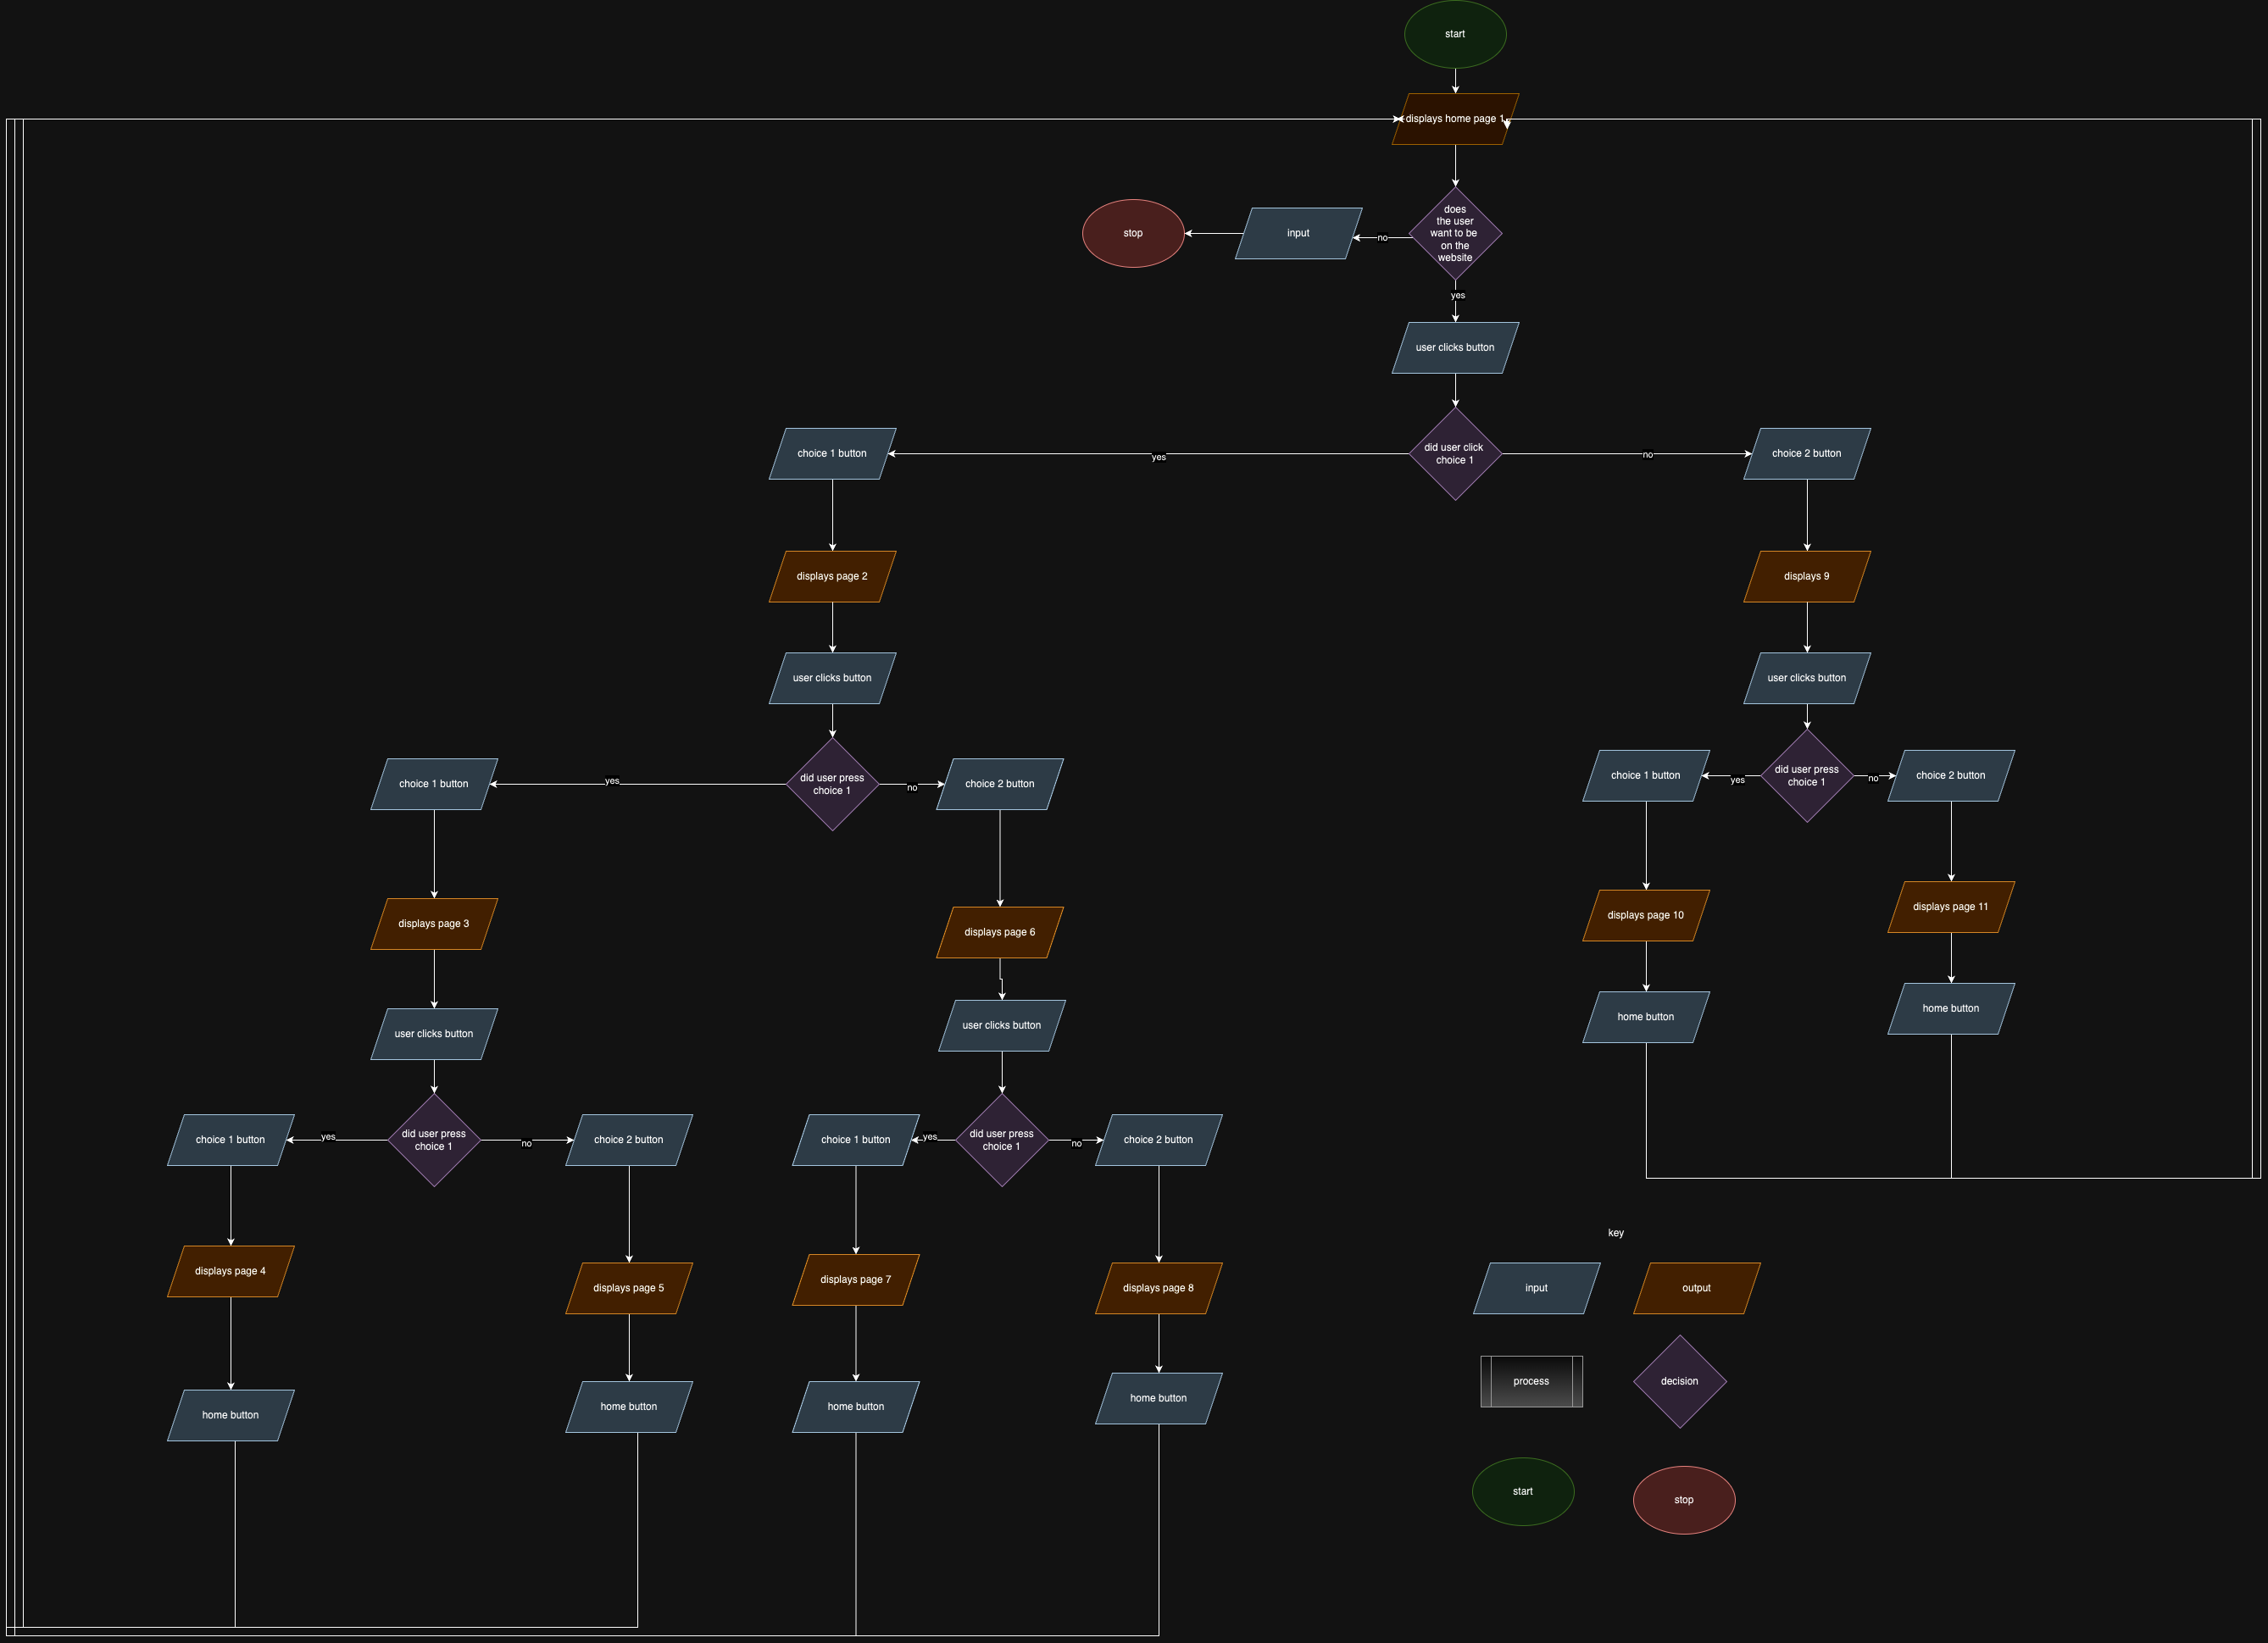 start
displays home page 1
does
the user
want to be
on the
website
no
input
stop
yes
user clicks button
did user click
choice 1
yes
no
choice 1 button
choice 2 button
displays page 2
displays 9
user clicks button
user clicks button
did user press
choice 1
yes
no
choice 1 button
choice 2 button
did user press
choice 1
yes
no
choice 1 button
choice 2 button
displays page 3
displays page 6
displays page 10
displays page 11
user clicks button
user clicks button
home button
home button
choice 1 button
yes
did user press
choice 1
no
choice 2 button
choice 1 button
yes
did user press
choice 1
no
choice 2 button
displays page 4
displays page 5
displays page 7
displays page 8
home button
home button
home button
home button
key
input
output
process
decision
start
stop